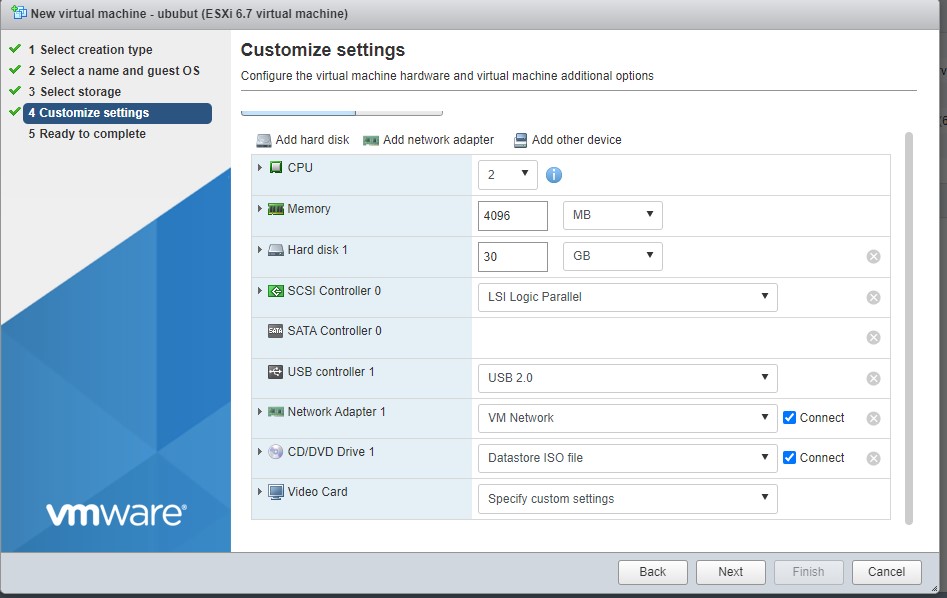 New virtual machine - ububut (ESXi 6.7 virtual machine)
1 Select creation type
2 Select a name and guest OS
3 Select storage
4 Customize settings
5 Ready to complete
vmware®
Customize settings
Configure the virtual machine hardware and virtual machine additional options
Add hard disk Add network adapter Add other device
CPU 2 i
Memory 4096 MB
Hard disk 1 30 GB
SCSI Controller 0 LSI Logic Parallel
SATA SATA Controller 0
USB controller 1 USB 2.0
Network Adapter 1 VM Network Connect
CD/DVD Drive 1 Datastore ISO file Connect
Video Card Specify custom settings
Back Next Finish Cancel